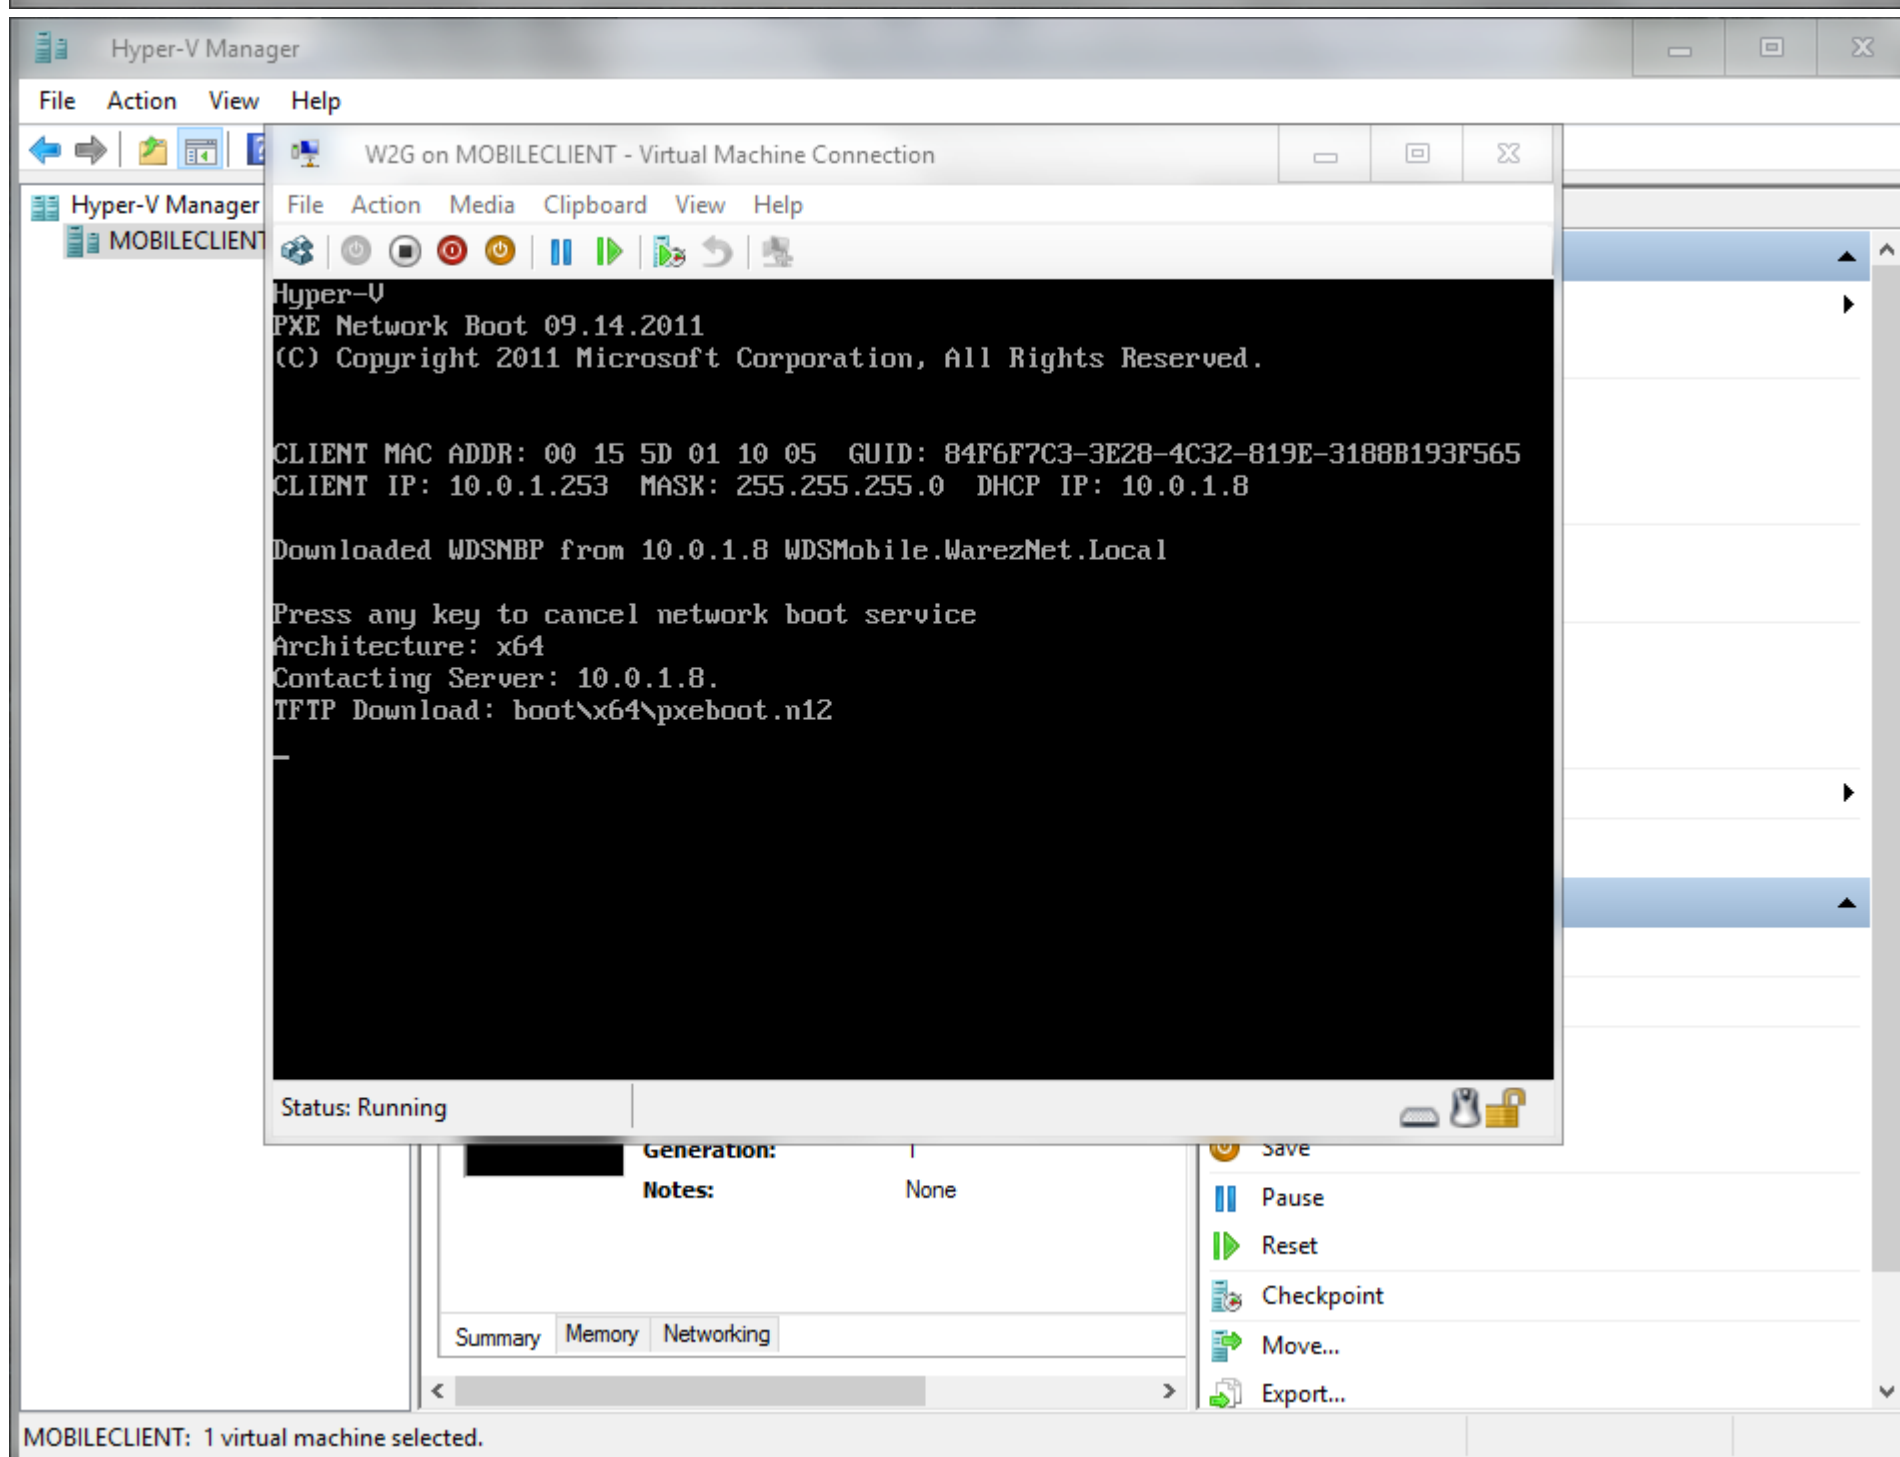 Hyper-V Manager
File Action View Help
W2G on MOBILECLIENT - Virtual Machine Connection
Hyper-V Manager
MOBILECLIENT
File Action Media Clipboard View Help
Hyper-V
PXE Network Boot 09.14.2011
(C) Copyright 2011 Microsoft Corporation, All Rights Reserved.
CLIENT MAC ADDR: 00 15 5D 01 10 05 GUID: 84F6F7C3-3E28-4C32-819E-3188B193F565
CLIENT IP: 10.0.1.253 MASK: 255.255.255.0 DHCP IP: 10.0.1.8
Downloaded WDSNBP from 10.0.1.8 WDSMobile.WarezNet.Local
Press any key to cancel network boot service
Architecture: x64
Contacting Server: 10.0.1.8.
TFTP Download: boot\x64\pxeboot.n12
Status: Running
Generation: 1
Notes: None
Save
Pause
Reset
Checkpoint
Move...
Export...
Summary Memory Networking
MOBILECLIENT: 1 virtual machine selected.